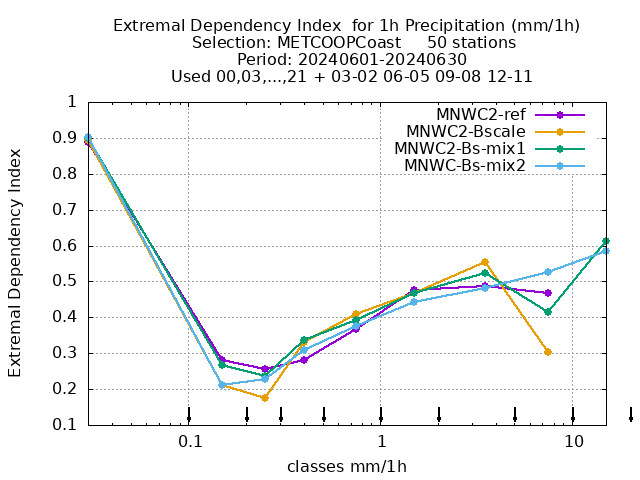 Extremal Dependency Index  for 1h Precipitation (mm/1h)
Selection: METCOOPCoast     50 stations
Period: 20240601-20240630
Used 00,03,...,21 + 03-02 06-05 09-08 12-11
MNWC2-ref
MNWC2-Bscale
MNWC2-Bs-mix1
MNWC-Bs-mix2
Extremal Dependency Index
1
0.9
0.8
0.7
0.6
0.5
0.4
0.3
0.2
0.1
0.1 1 10
classes mm/1h